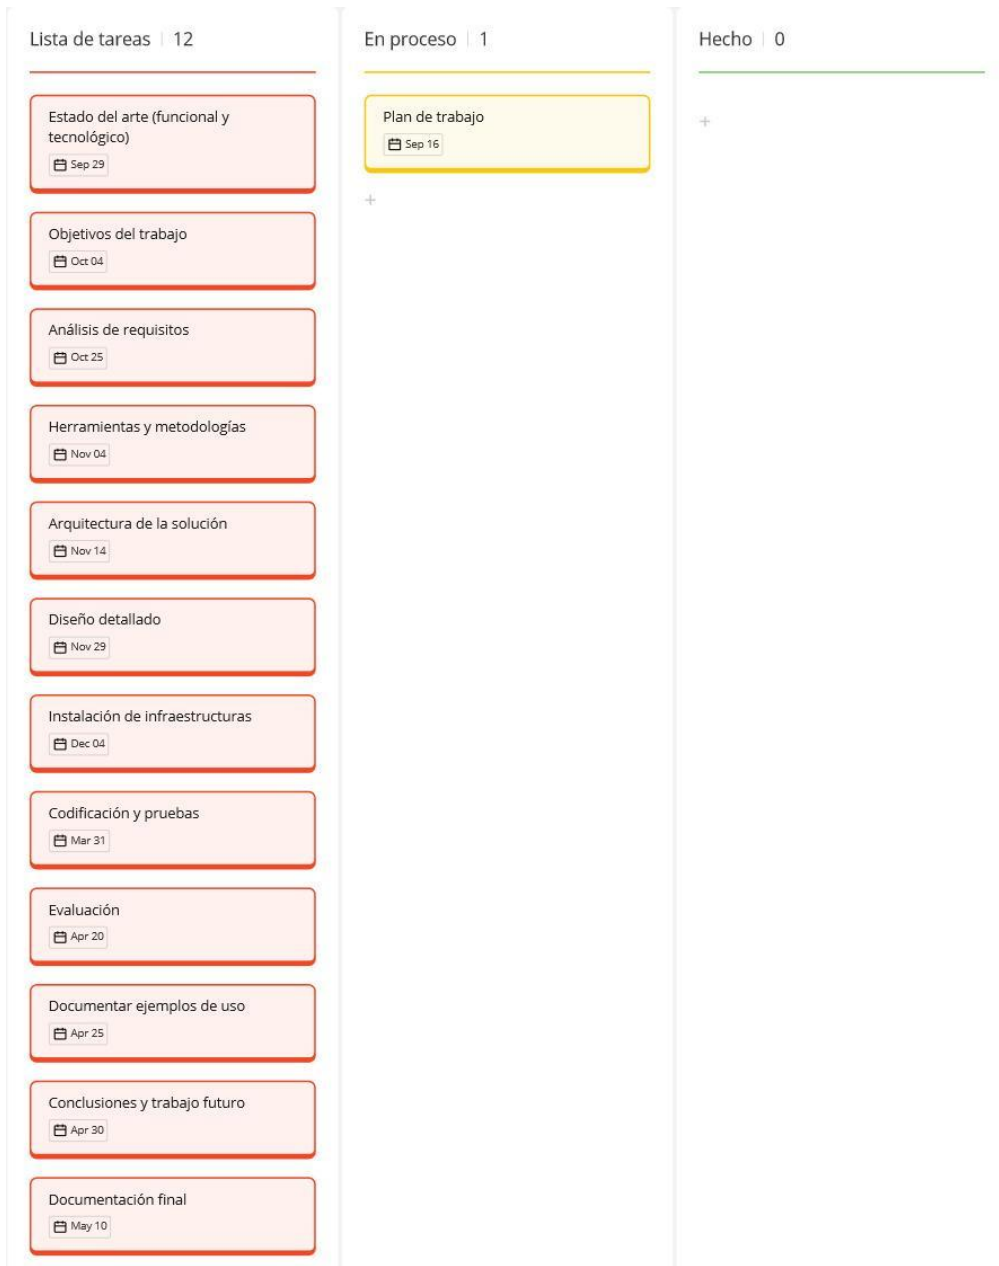 Lista de tareas | 12
Estado del arte (funcional y
tecnológico)
Sep 29
Objetivos del trabajo
Oct 04
Análisis de requisitos
Oct 25
Herramientas y metodologías
Nov 04
Arquitectura de la solución
Nov 14
Diseño detallado
Nov 29
Instalación de infraestructuras
Dec 04
Codificación y pruebas
Mar 31
Evaluación
Apr 20
Documentar ejemplos de uso
Apr 25
Conclusiones y trabajo futuro
Apr 30
Documentación final
May 10
En proceso | 1
Plan de trabajo
Sep 16
+
Hecho | 0
+